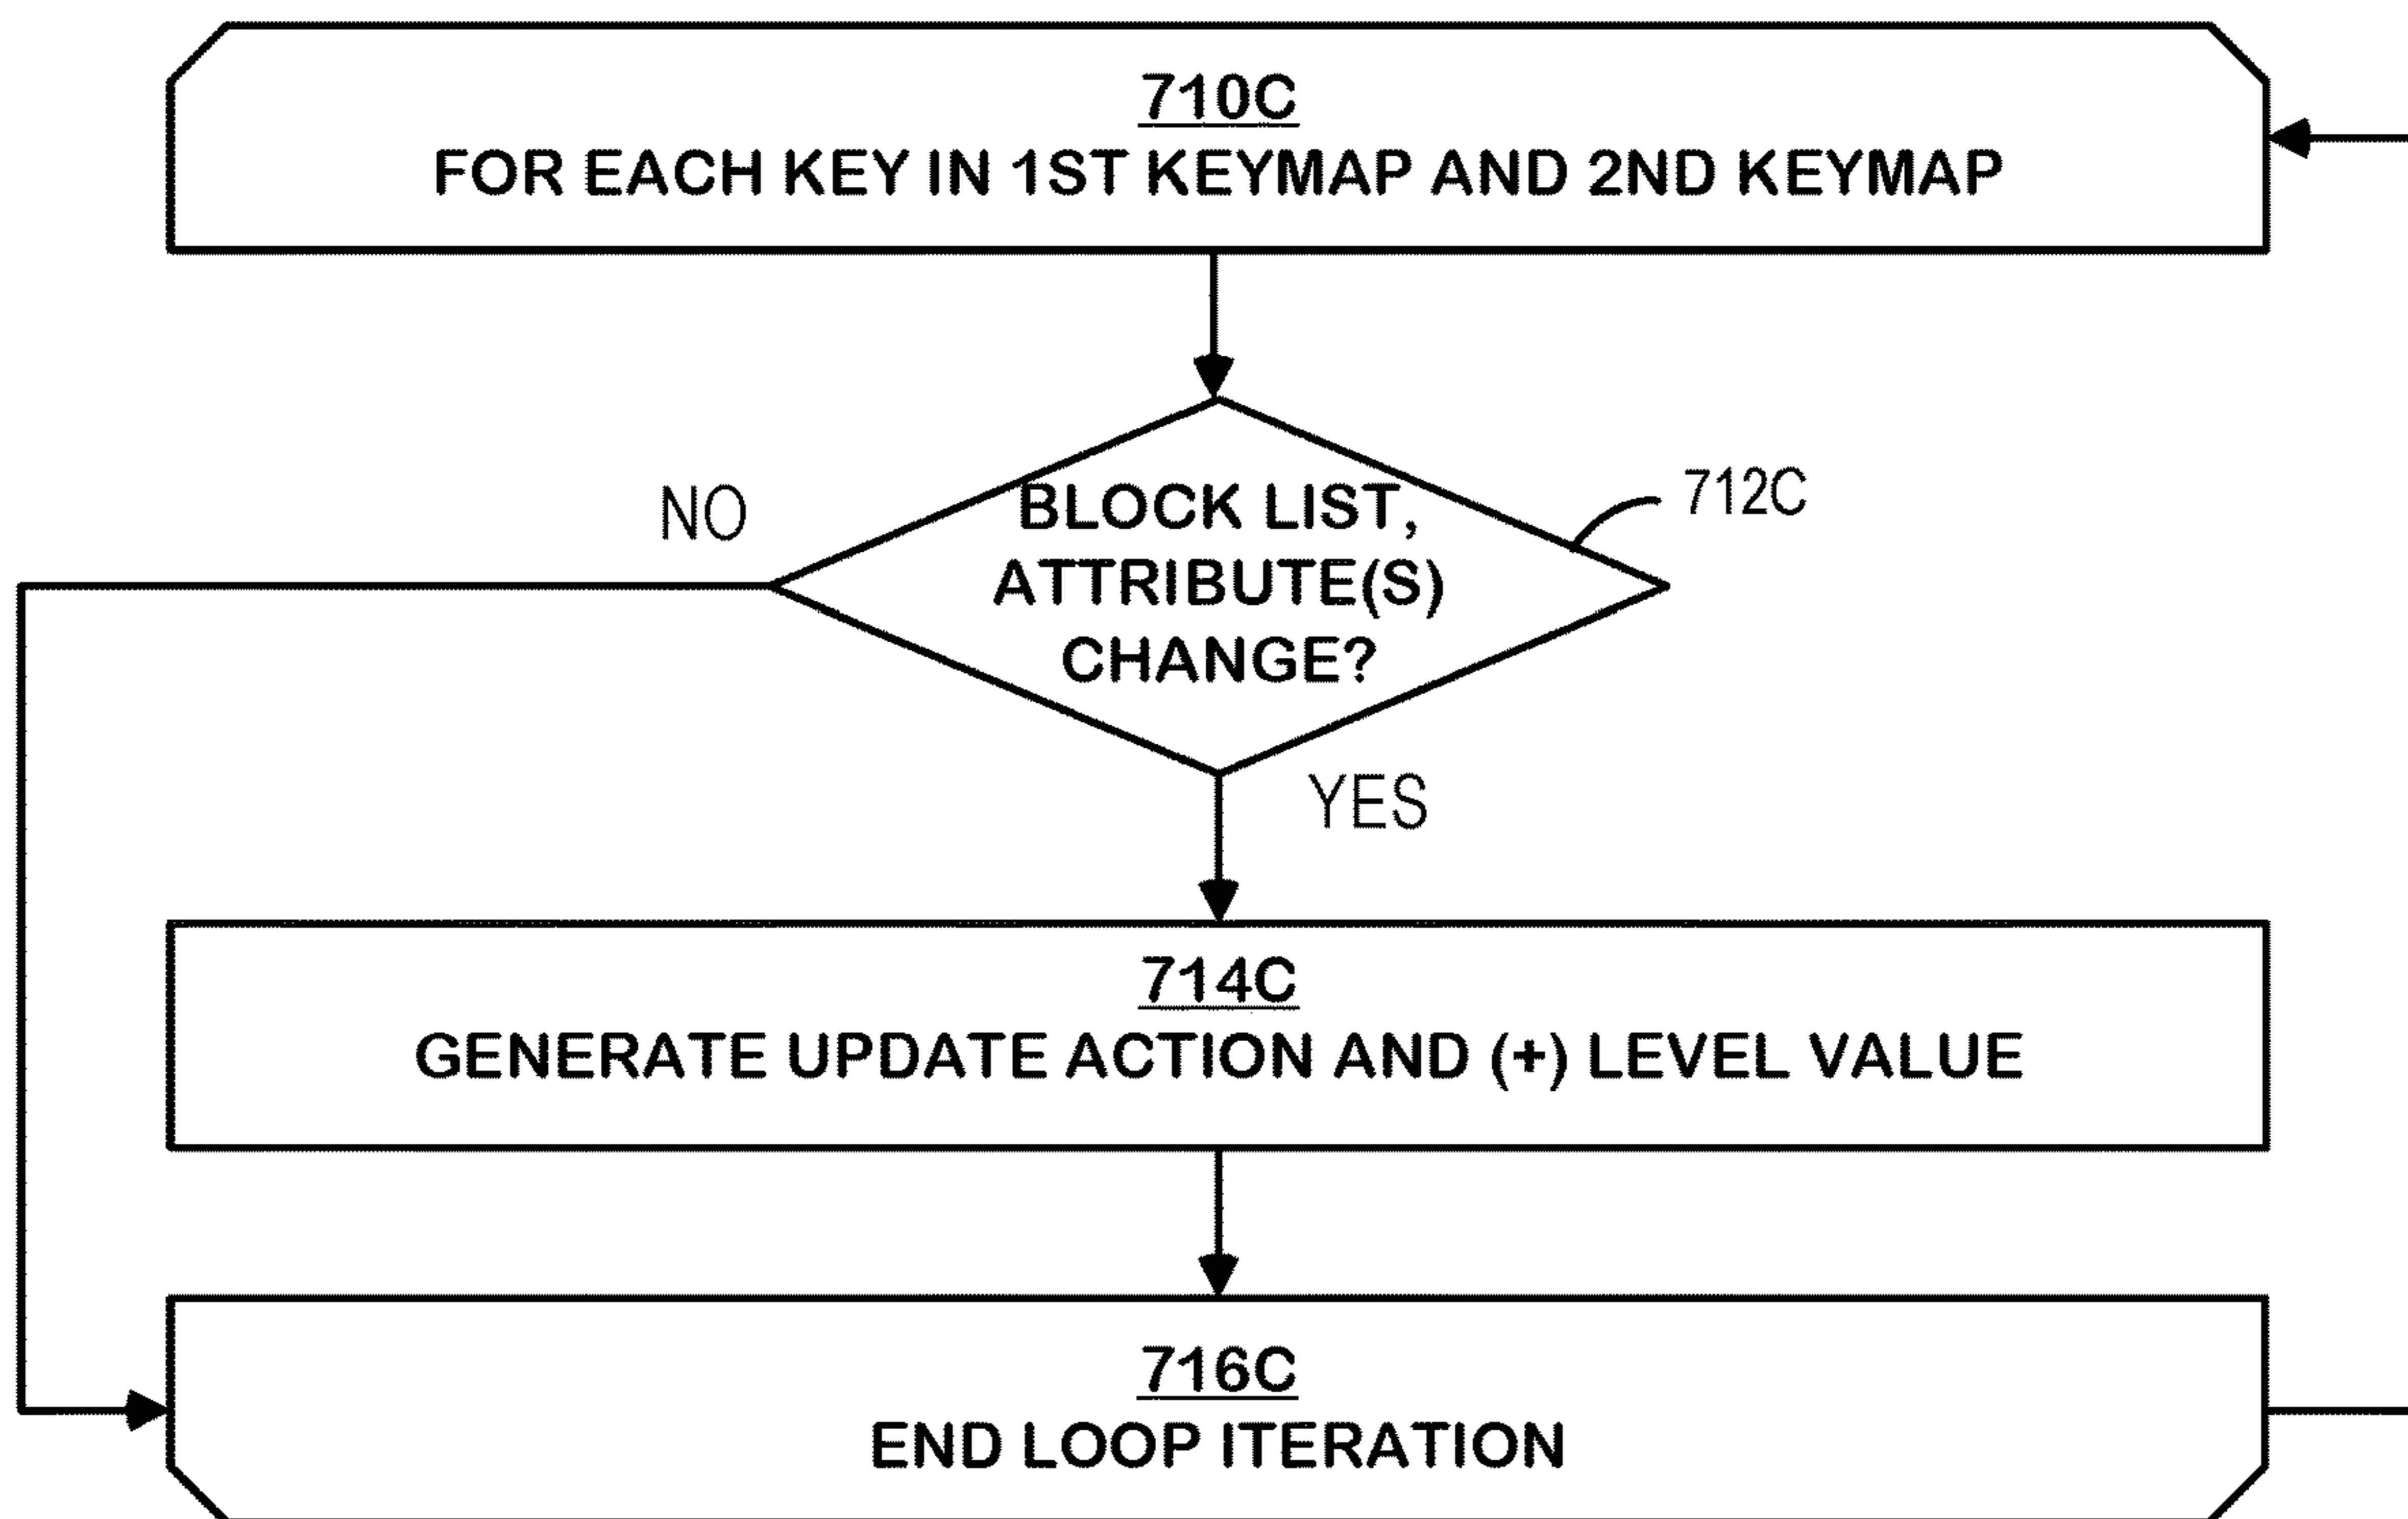 710C
FOR EACH KEY IN 1ST KEYMAP AND 2ND KEYMAP
NO
BLOCK LIST,
ATTRIBUTE(S)
CHANGE?
712C
YES
714C
GENERATE UPDATE ACTION AND (+) LEVEL VALUE
716C
END LOOP ITERATION